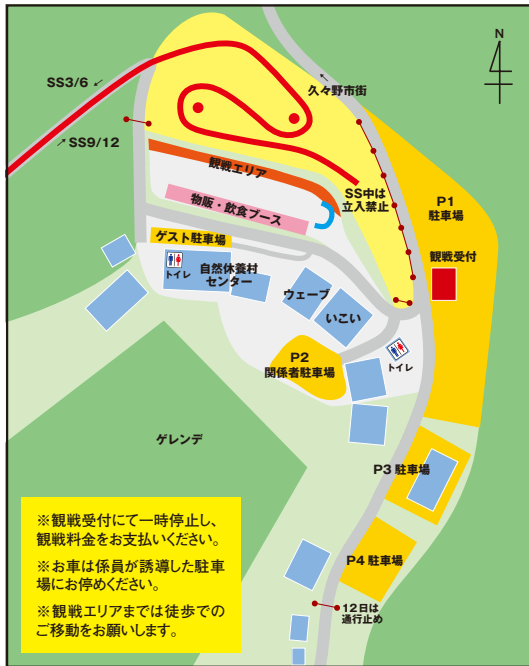 N
SS3/6 ↙
↗ SS9/12
久々野市街
観戦エリア
物販・飲食ブース
SS中は
立入禁止
P1
駐車場
観戦受付
ゲスト駐車場
トイレ
自然休養村
センター
ウェーブ
いこい
P2
関係者駐車場
トイレ
ゲレンデ
P3 駐車場
P4 駐車場
12日は
通行止め
※観戦受付にて一時停止し、
観戦料金をお支払いください。
※お車は係員が誘導した駐車
場にお停めください。
※観戦エリアまでは徒歩での
ご移動をお願いします。